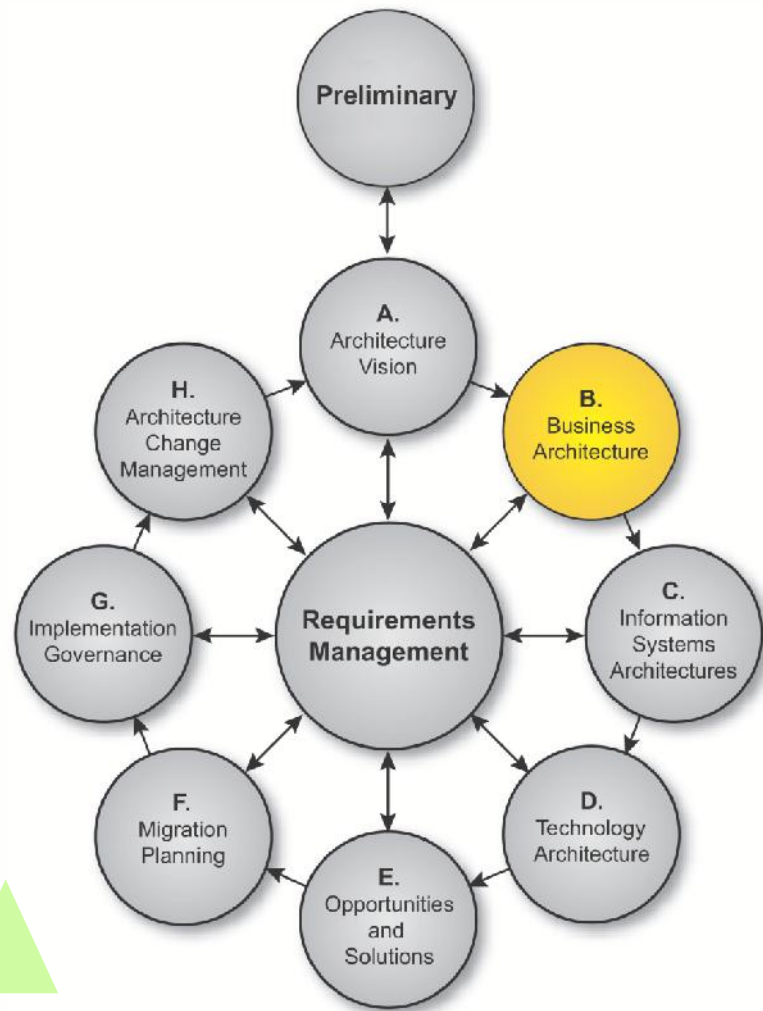 Preliminary
A.
Architecture
Vision
B.
Business
Architecture
C.
Information
Systems
Architectures
D.
Technology
Architecture
E.
Opportunities
and
Solutions
F.
Migration
Planning
G.
Implementation
Governance
H.
Architecture
Change
Management
Requirements
Management